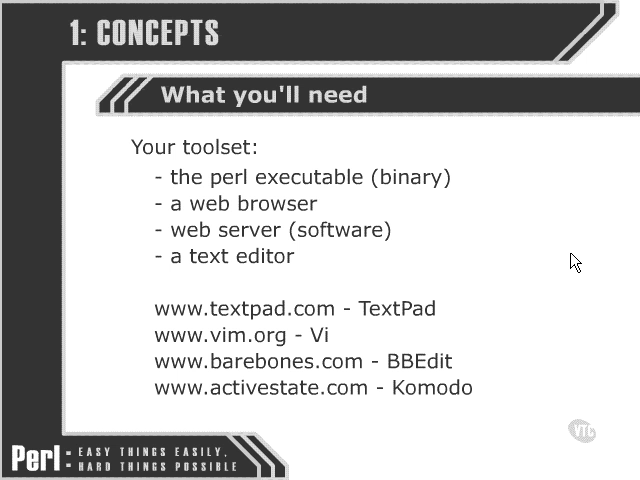 1: CONCEPTS
What you'll need
Your toolset:
- the perl executable (binary)
- a web browser
- web server (software)
- a text editor
www.textpad.com - TextPad
www.vim.org - Vi
www.barebones.com - BBEdit
www.activestate.com - Komodo
VTC
Perl: EASY THINGS EASILY,
HARD THINGS POSSIBLE